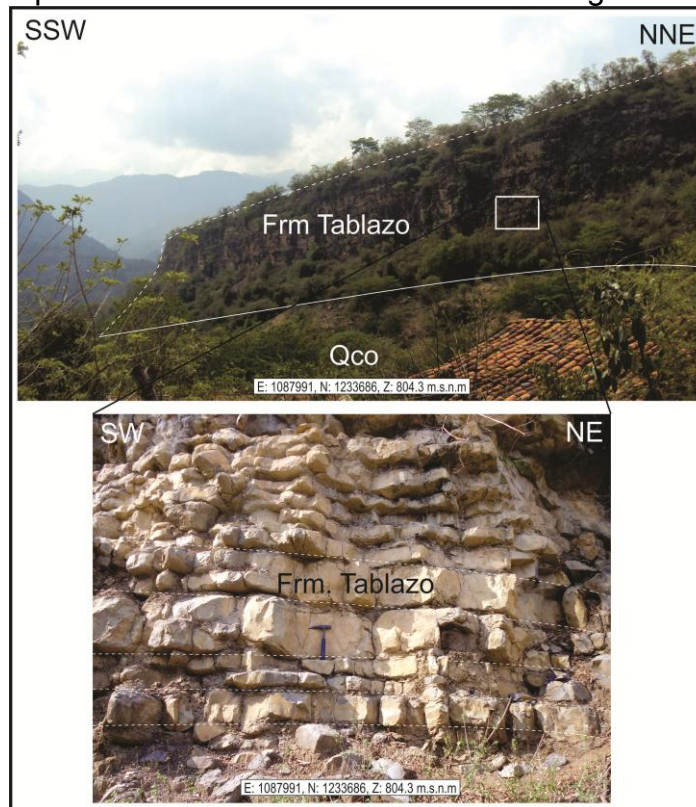 SSW
NNE
Frm Tablazo
Qco
E: 1087991, N: 1233686, Z: 804.3 m.s.n.m
SW
NE
Frm. Tablazo
E: 1087991, N: 1233686, Z: 804.3 m.s.n.m